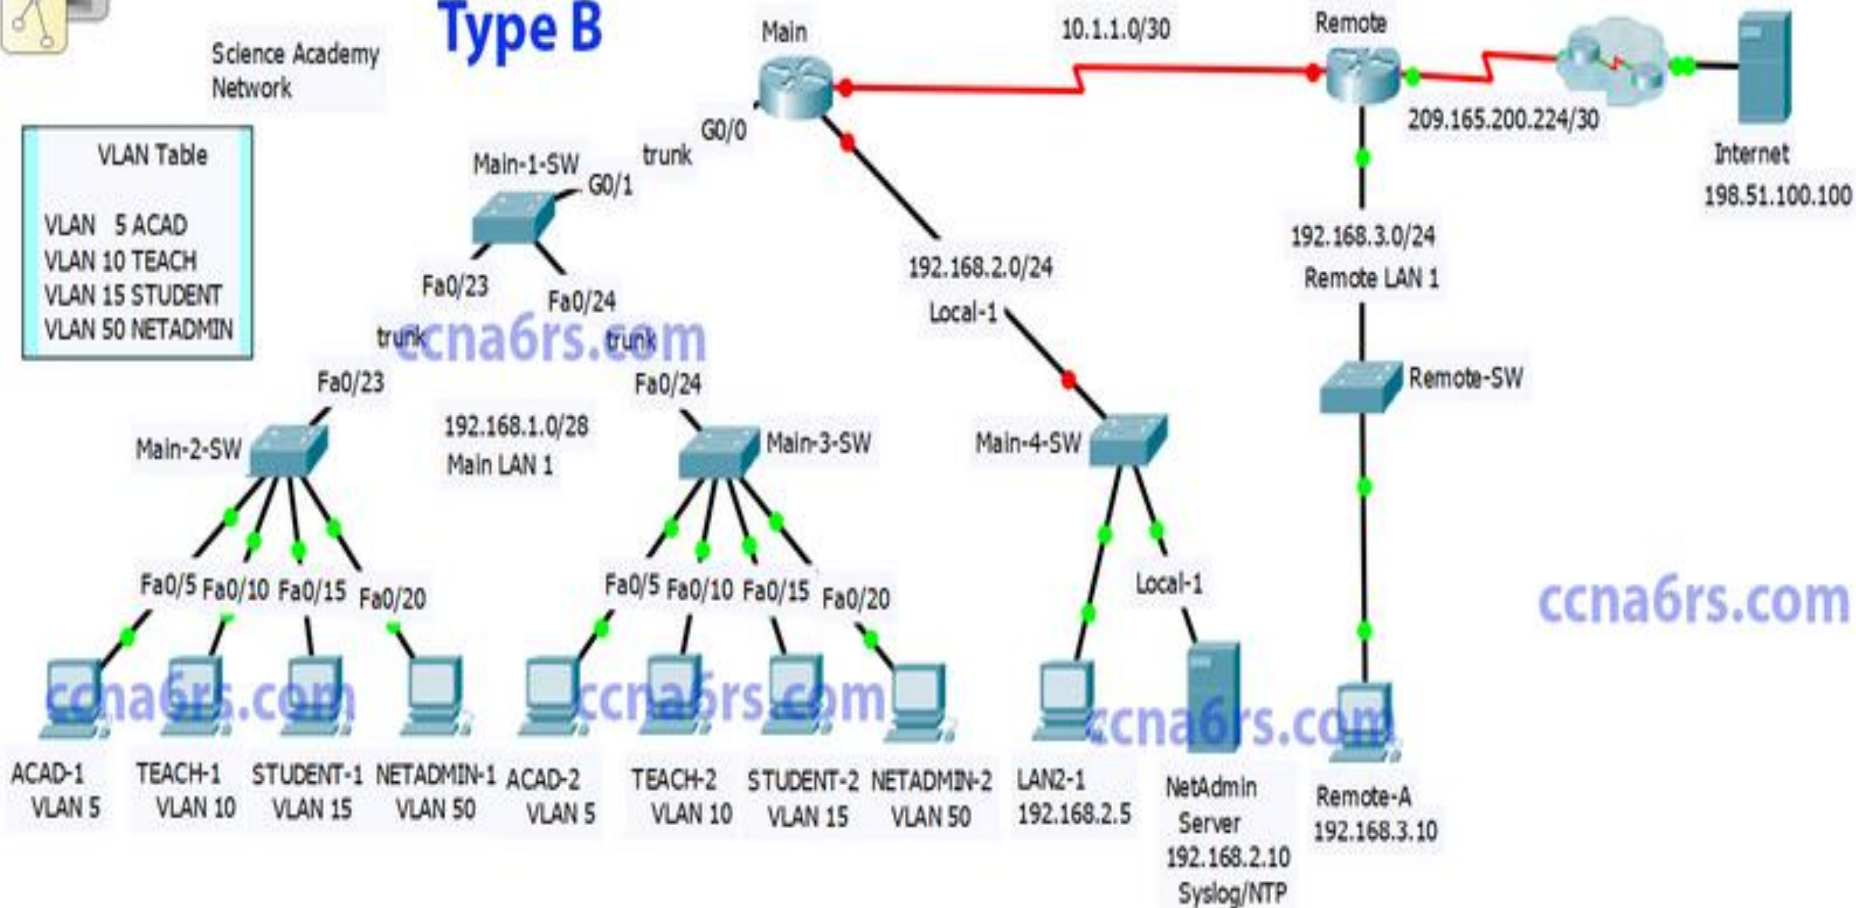 Type B
Science Academy
Network
VLAN Table
VLAN 5 ACAD
VLAN 10 TEACH
VLAN 15 STUDENT
VLAN 50 NETADMIN
Main
10.1.1.0/30
Remote
209.165.200.224/30
Internet
198.51.100.100
G0/0
trunk
Main-1-SW
G0/1
Fa0/23
Fa0/24
trunk
trunk
ccna6rs.com
Fa0/23
Fa0/24
192.168.2.0/24
Local-1
192.168.3.0/24
Remote LAN 1
Remote-SW
Main-2-SW
192.168.1.0/28
Main LAN 1
Main-3-SW
Main-4-SW
Fa0/5 Fa0/10 Fa0/15 Fa0/20
Fa0/5 Fa0/10 Fa0/15 Fa0/20
Local-1
ccna6rs.com
ccna6rs.com
ccna6rs.com
ccna6rs.com
ACAD-1
VLAN 5
TEACH-1
VLAN 10
STUDENT-1
VLAN 15
NETADMIN-1
VLAN 50
ACAD-2
VLAN 5
TEACH-2
VLAN 10
STUDENT-2
VLAN 15
NETADMIN-2
VLAN 50
LAN2-1
192.168.2.5
NetAdmin
Server
192.168.2.10
Syslog/NTP
Remote-A
192.168.3.10